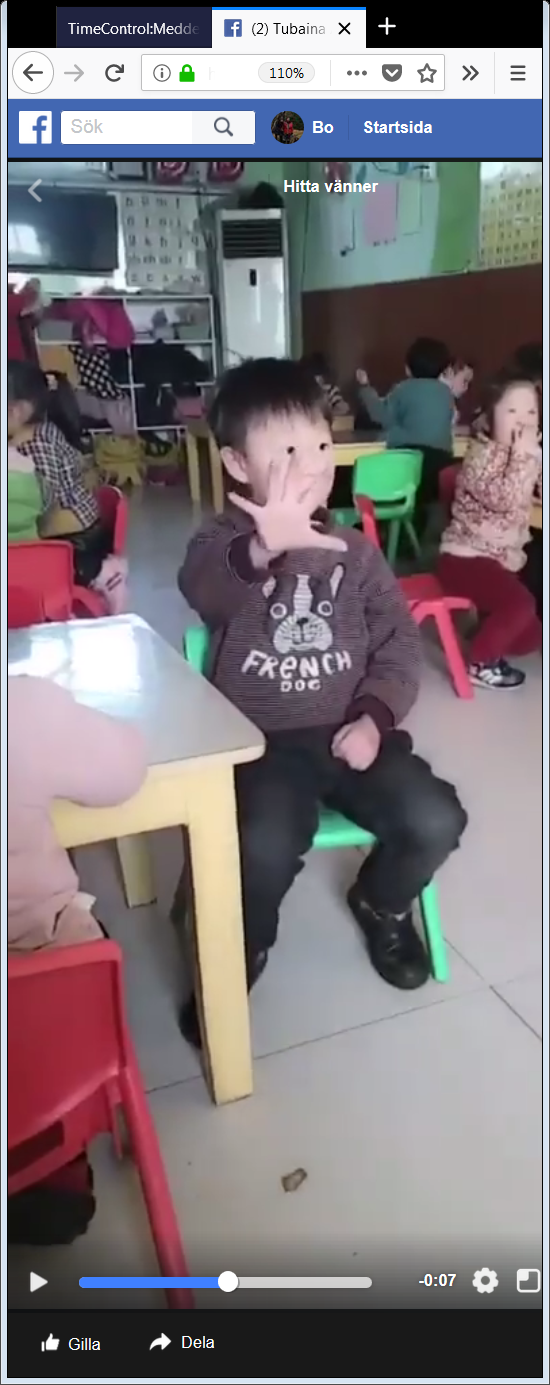 TimeControl:Medde
(2) Tubaina
110%
Sök
Bo
Startsida
Hitta vänner
FRENCH
DOG
-0:07
Gilla
Dela